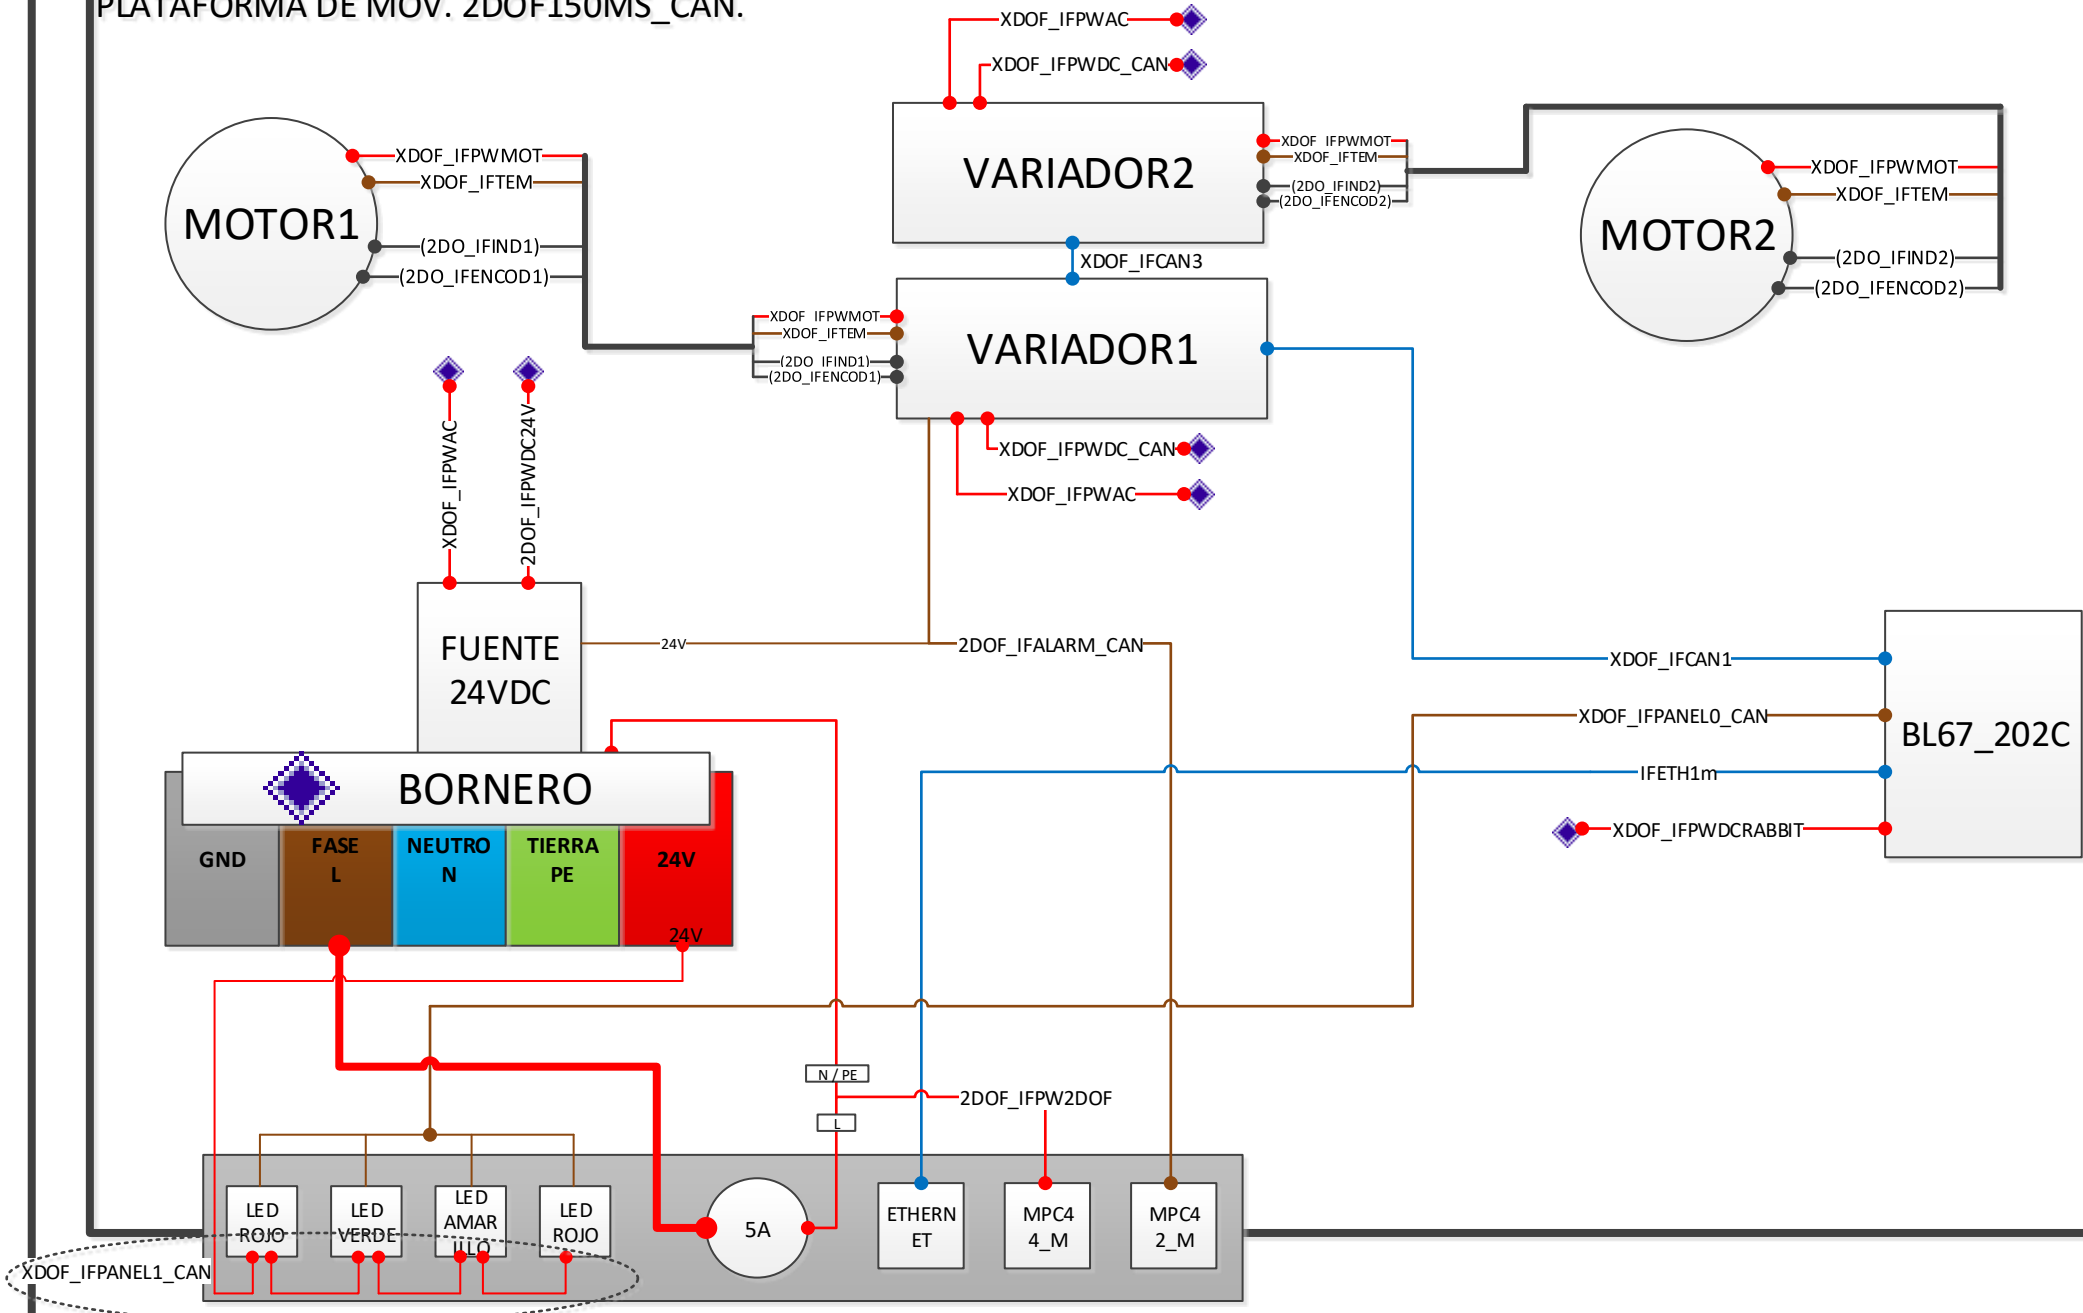 PLATAFORMA DE MOV. 2DOF150MS_CAN.
XDOF_IFPWAC
XDOF_IFPWDC_CAN
XDOF_IFPWMOT
XDOF_IFTEM
MOTOR1
(2DO_IFIND1)
(2DO_IFENCOD1)
VARIADOR2
XDOF_IFPWMOT
XDOF_IFTEM
(2DO_IFIND2)
(2DO_IFENCOD2)
XDOF_IFPWMOT
XDOF_IFTEM
MOTOR2
(2DO_IFIND2)
(2DO_IFENCOD2)
XDOF_IFCAN3
XDOF_IFPWMOT
XDOF_IFTEM
(2DO_IFIND1)
(2DO_IFENCOD1)
VARIADOR1
XDOF_IFPWDC_CAN
XDOF_IFPWAC
XDOF_IFPWAC
2DOF_IFPWDC24V
FUENTE
24VDC
24V
2DOF_IFALARM_CAN
XDOF_IFCAN1
XDOF_IFPANEL0_CAN
IFETH1m
XDOF_IFPWDCRABBIT
BL67_202C
BORNERO
GND
FASE
L
NEUTRO
N
TIERRA
PE
24V
24V
N / PE
L
2DOF_IFPW2DOF
LED
ROJO
LED
VERDE
LED
AMAR
ILLO
LED
ROJO
5A
ETHERN
ET
MPC4
4_M
MPC4
2_M
XDOF_IFPANEL1_CAN